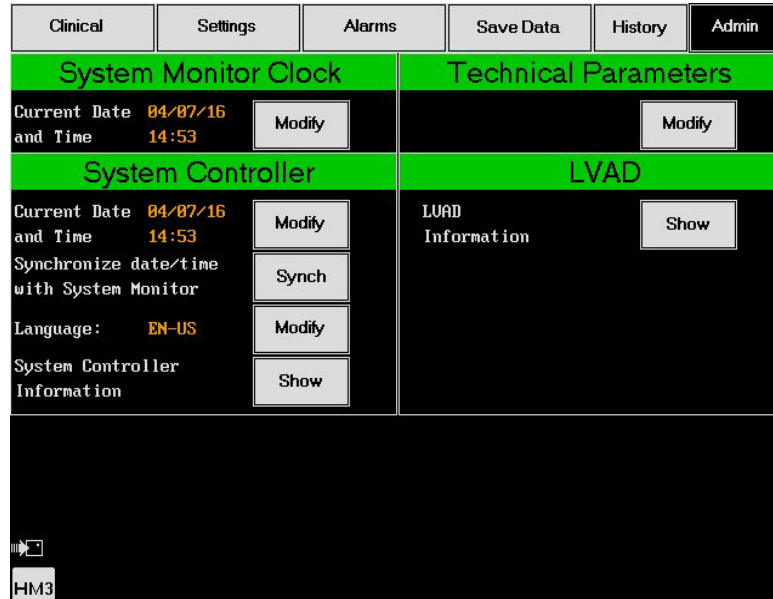 Clinical Settings Alarms Save Data History Admin
System Monitor Clock
Current Date 04/07/16
and Time 14:53
Modify
Technical Parameters
Modify
System Controller
Current Date 04/07/16
and Time 14:53
Modify
Synchronize date/time
with System Monitor
Synch
Language: EN-US
Modify
System Controller
Information
Show
LVAD
LVAD
Information
Show
HM3